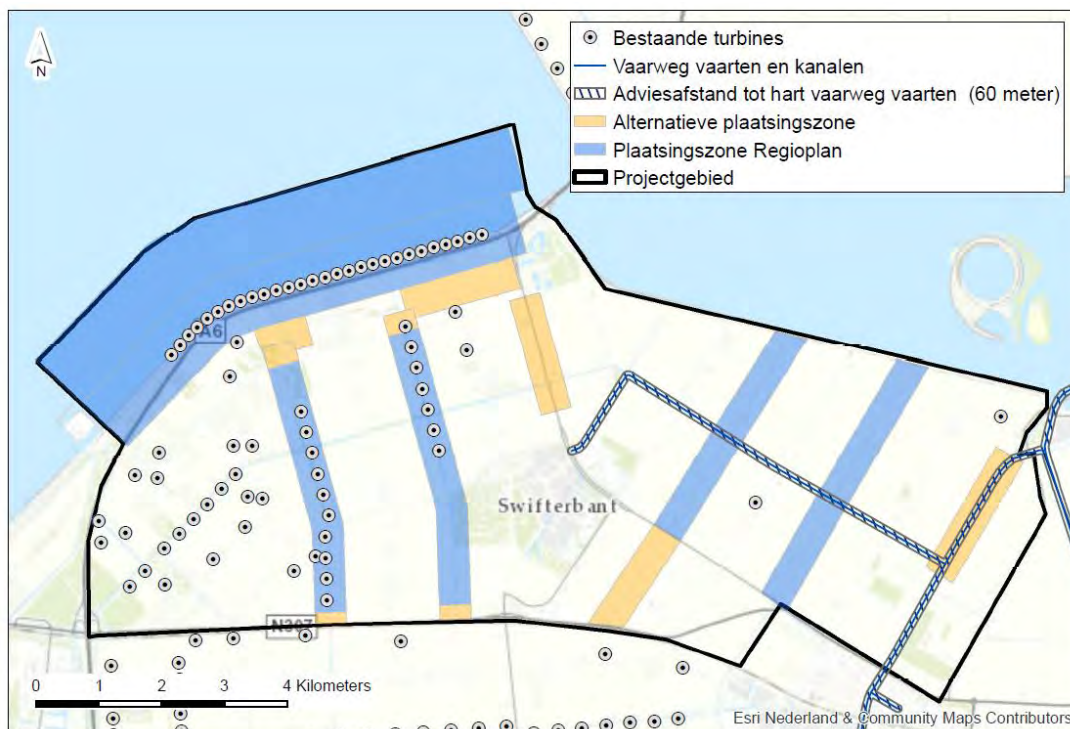 N
Bestaande turbines
Vaarweg vaarten en kanalen
Adviesafstand tot hart vaarweg vaarten (60 meter)
Alternatieve plaatsingszone
Plaatsingszone Regioplan
Projectgebied
A6
Swifterbant
N307
0 1 2 3 4 Kilometers
Esri Nederland & Community Maps Contributors